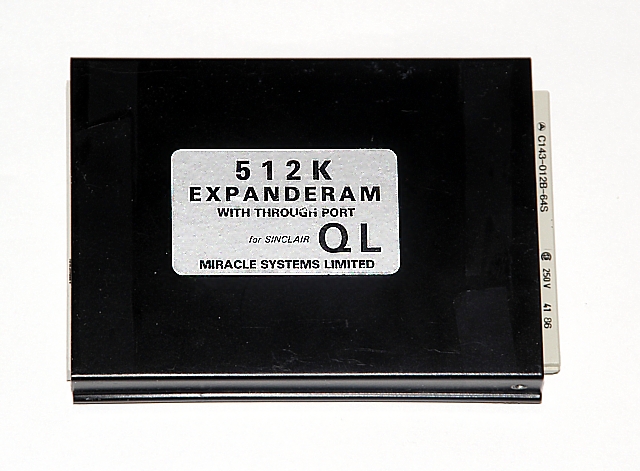 512K
EXPANDERAM
WITH THROUGH PORT
for SINCLAIR QL
MIRACLE SYSTEMS LIMITED
C143-012B-64S
250V 41 86